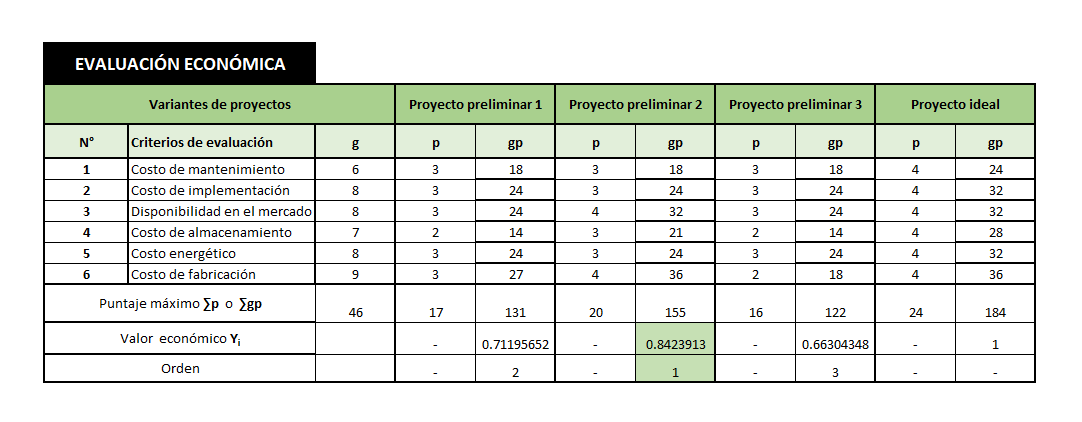 EVALUACIÓN ECONÓMICA
Variantes de proyectos Proyecto preliminar 1 Proyecto preliminar 2 Proyecto preliminar 3 Proyecto ideal
N° Criterios de evaluación g p gp p gp p gp p gp
1 Costo de mantenimiento 6 3 18 3 18 3 18 4 24
2 Costo de implementación 8 3 24 3 24 3 24 4 32
3 Disponibilidad en el mercado 8 3 24 4 32 3 24 4 32
4 Costo de almacenamiento 7 2 14 3 21 2 14 4 28
5 Costo energético 8 3 24 3 24 3 24 4 32
6 Costo de fabricación 9 3 27 4 36 2 18 4 36
Puntaje máximo ∑p o ∑gp 46 17 131 20 155 16 122 24 184
Valor económico Yi - 0.71195652 - 0.8423913 - 0.66304348 - 1
Orden - 2 - 1 - 3 - -